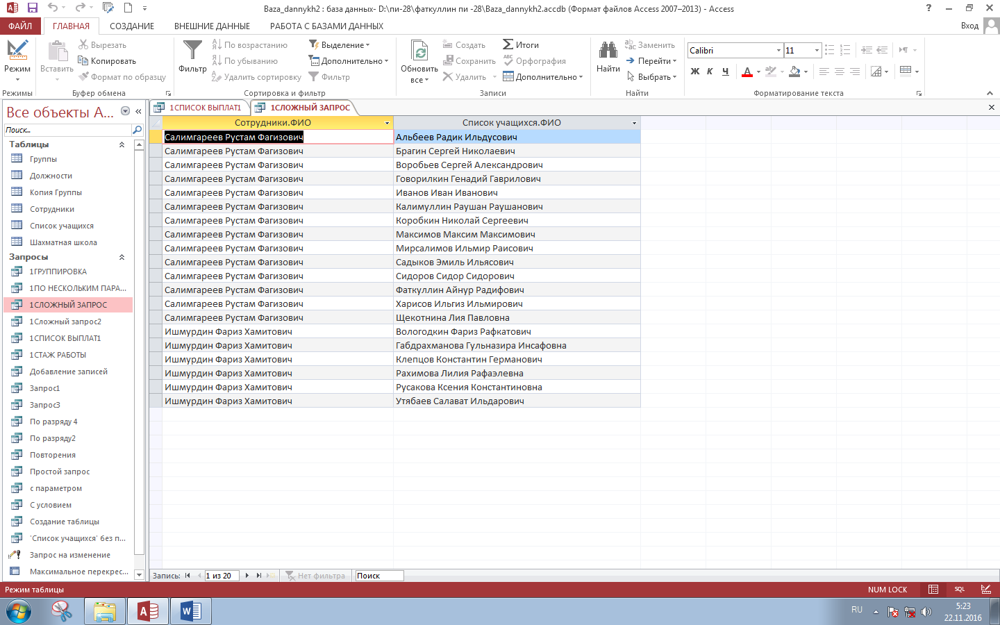 Baza_dannykh2 : база данных- D:\пи-28\фаткуллин пи -28\Baza_dannykh2.accdb (Формат файлов Access 2007–2013) - Access
ФАЙЛ ГЛАВНАЯ СОЗДАНИЕ ВНЕШНИЕ ДАННЫЕ РАБОТА С БАЗАМИ ДАННЫХ Вход
Режим
Режимы
Вставить
Вырезать
Копировать
Формат по образцу
Буфер обмена
Фильтр
По возрастанию
По убыванию
Удалить сортировку
Выделение
Дополнительно
Фильтр
Сортировка и фильтр
Обновить
все
Создать
Сохранить
Удалить
Итоги
Орфография
Дополнительно
Записи
Найти
Заменить
Перейти
Выбрать
Найти
Calibri 11
Ж К Ч А
Форматирование текста
Все объекты A...
Поиск...
Таблицы
Группы
Должности
Копия Группы
Сотрудники
Список учащихся
Шахматная школа
Запросы
1ГРУППИРОВКА
1ПО НЕСКОЛЬКИМ ПАРА...
1СЛОЖНЫЙ ЗАПРОС
1Сложный запрос2
1СПИСОК ВЫПЛАТ1
1СТАЖ РАБОТЫ
Добавление записей
Запрос1
Запрос3
По разряду 4
По разряду2
Повторения
Простой запрос
с параметром
С условием
Создание таблицы
'Список учащихся' без п...
Запрос на изменение
Максимальное перекрес...
1СПИСОК ВЫПЛАТ1 1СЛОЖНЫЙ ЗАПРОС
Сотрудники.ФИО Список учащихся.ФИО
Салимгареев Рустам Фагизович Альбеев Радик Ильдусович
Салимгареев Рустам Фагизович Брагин Сергей Николаевич
Салимгареев Рустам Фагизович Воробьев Сергей Александрович
Салимгареев Рустам Фагизович Говорилкин Генадий Гаврилович
Салимгареев Рустам Фагизович Иванов Иван Иванович
Салимгареев Рустам Фагизович Калимуллин Раушан Раушанович
Салимгареев Рустам Фагизович Коробкин Николай Сергеевич
Салимгареев Рустам Фагизович Максимов Максим Максимович
Салимгареев Рустам Фагизович Мирсалимов Ильмир Раисович
Салимгареев Рустам Фагизович Садыков Эмиль Ильясович
Салимгареев Рустам Фагизович Сидоров Сидор Сидорович
Салимгареев Рустам Фагизович Фаткуллин Айнур Радифович
Салимгареев Рустам Фагизович Харисов Ильгиз Ильмирович
Салимгареев Рустам Фагизович Щекотнина Лия Павловна
Ишмурдин Фариз Хамитович Вологодкин Фариз Рафкатович
Ишмурдин Фариз Хамитович Габдрахманова Гульназира Инсафовна
Ишмурдин Фариз Хамитович Клепцов Константин Германович
Ишмурдин Фариз Хамитович Рахимова Лилия Рафаэлевна
Ишмурдин Фариз Хамитович Русакова Ксения Константиновна
Ишмурдин Фариз Хамитович Утябаев Салават Ильдарович
Запись: 1 из 20 Нет фильтра Поиск
Режим таблицы NUM LOCK SQL
RU 5:23
22.11.2016